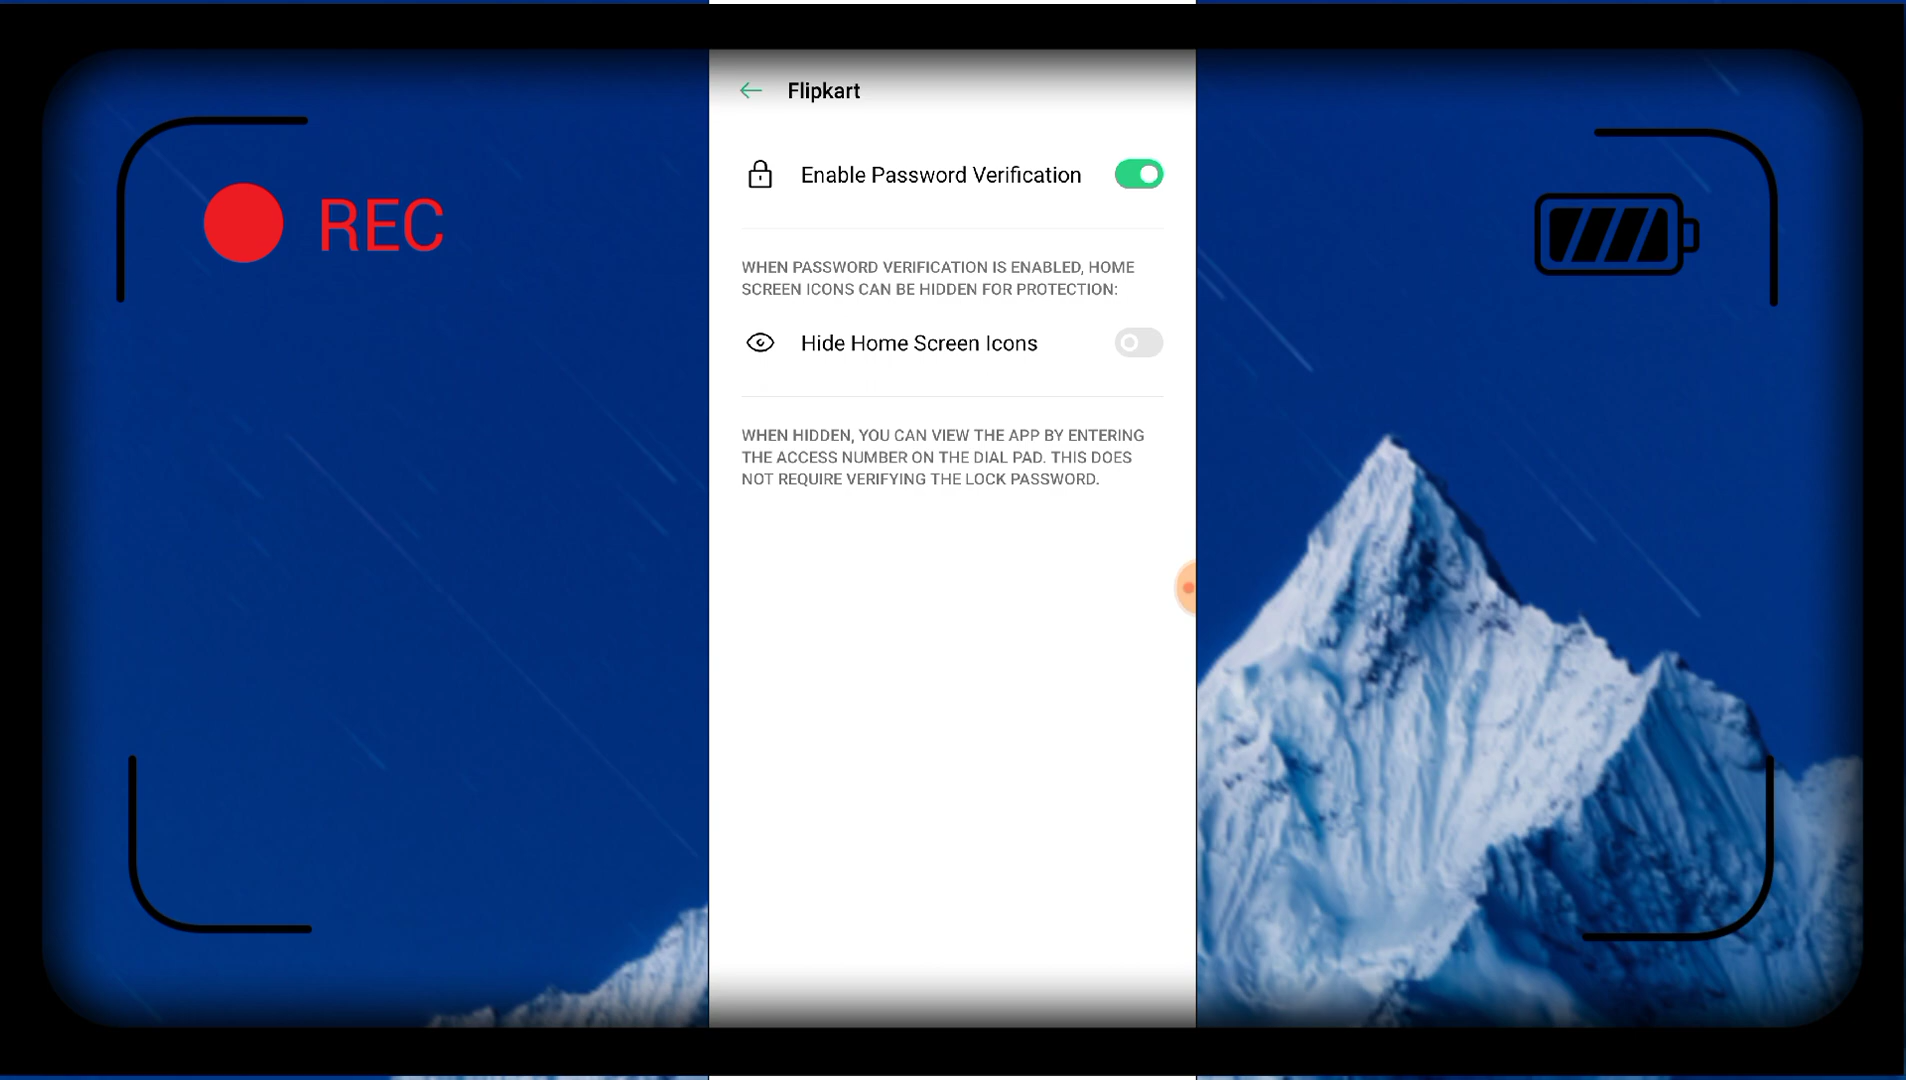 Flipkart
REC
Enable Password Verification
WHEN PASSWORD VERIFICATION IS ENABLED, HOME
SCREEN ICONS CAN BE HIDDEN FOR PROTECTION:
Hide Home Screen Icons
WHEN HIDDEN, YOU CAN VIEW THE APP BY ENTERING
THE ACCESS NUMBER ON THE DIAL PAD. THIS DOES
NOT REQUIRE VERIFYING THE LOCK PASSWORD.